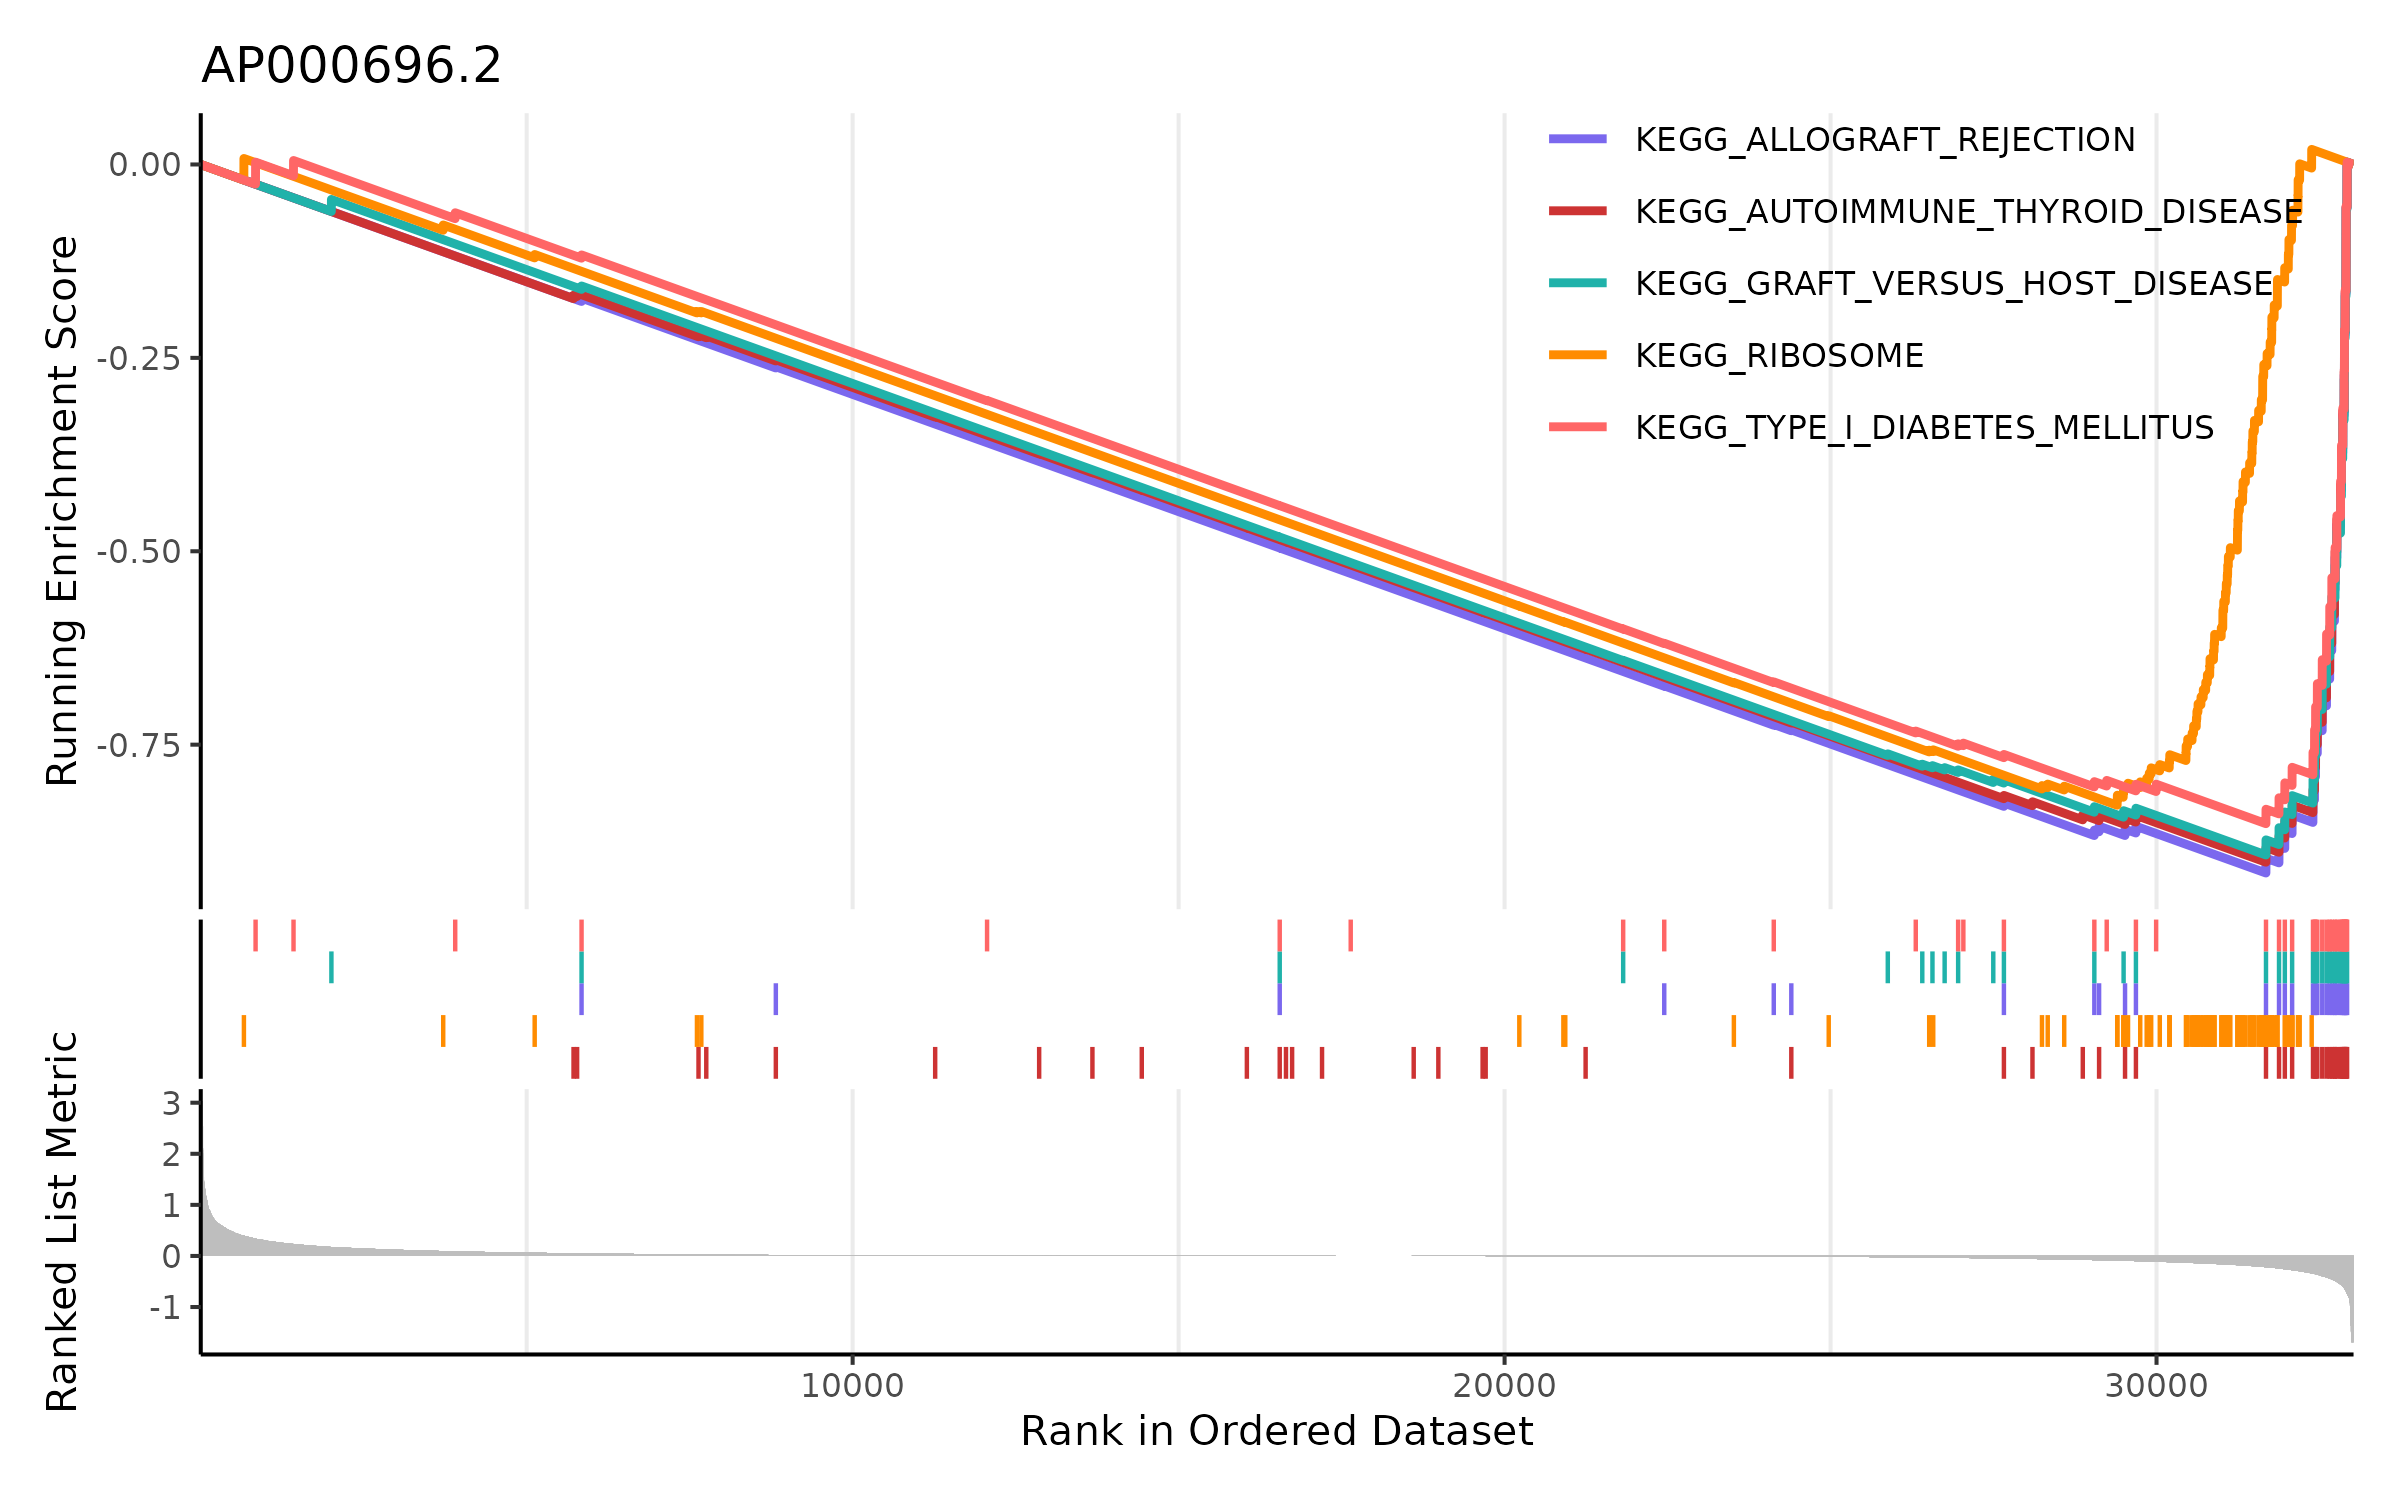 AP000696.2
Running Enrichment Score
0.00
-0.25
-0.50
-0.75
KEGG_ALLOGRAFT_REJECTION
KEGG_AUTOIMMUNE_THYROID_DISEASE
KEGG_GRAFT_VERSUS_HOST_DISEASE
KEGG_RIBOSOME
KEGG_TYPE_I_DIABETES_MELLITUS
Ranked List Metric
3
2
1
0
-1
10000
20000
30000
Rank in Ordered Dataset